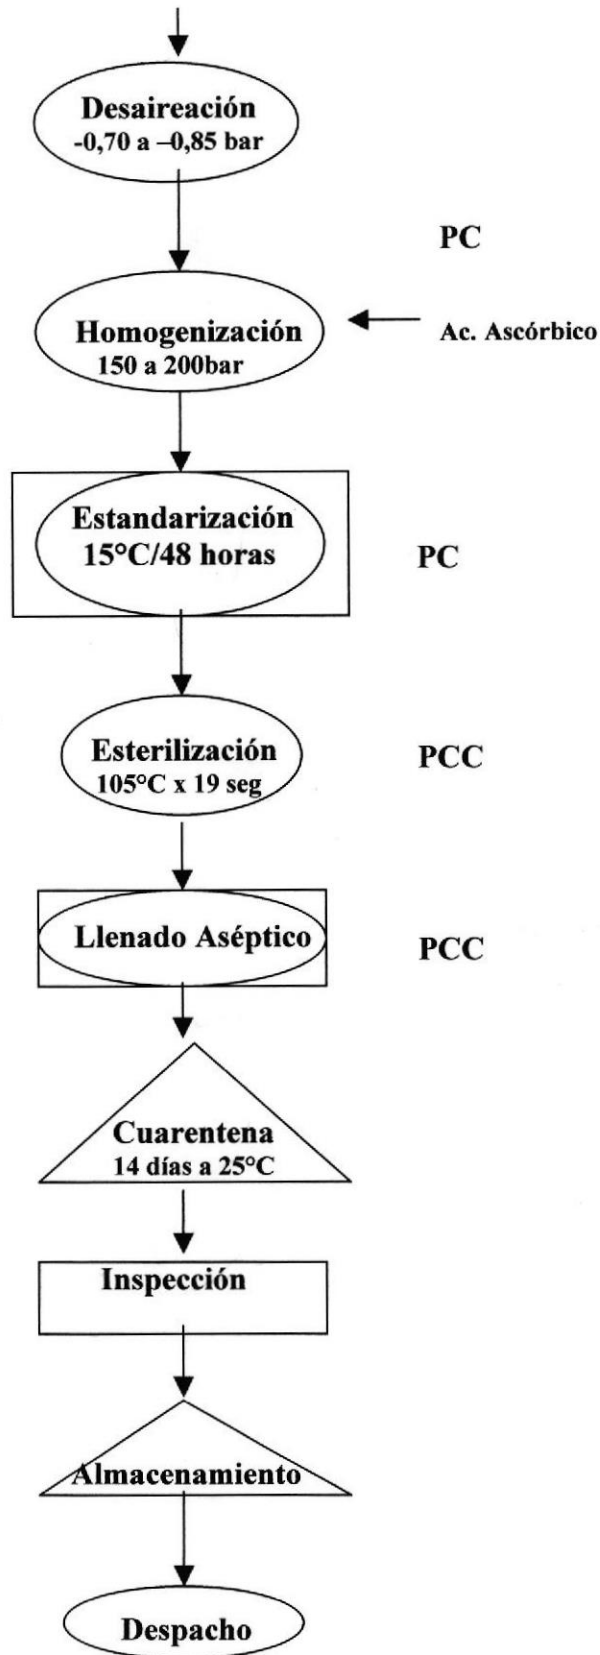 Desaireación
-0,70 a –0,85 bar
PC
Homogenización
150 a 200bar
Ac. Ascórbico
Estandarización
15°C/48 horas
PC
Esterilización
105°C x 19 seg
PCC
Llenado Aséptico
PCC
Cuarentena
14 días a 25°C
Inspección
Almacenamiento
Despacho